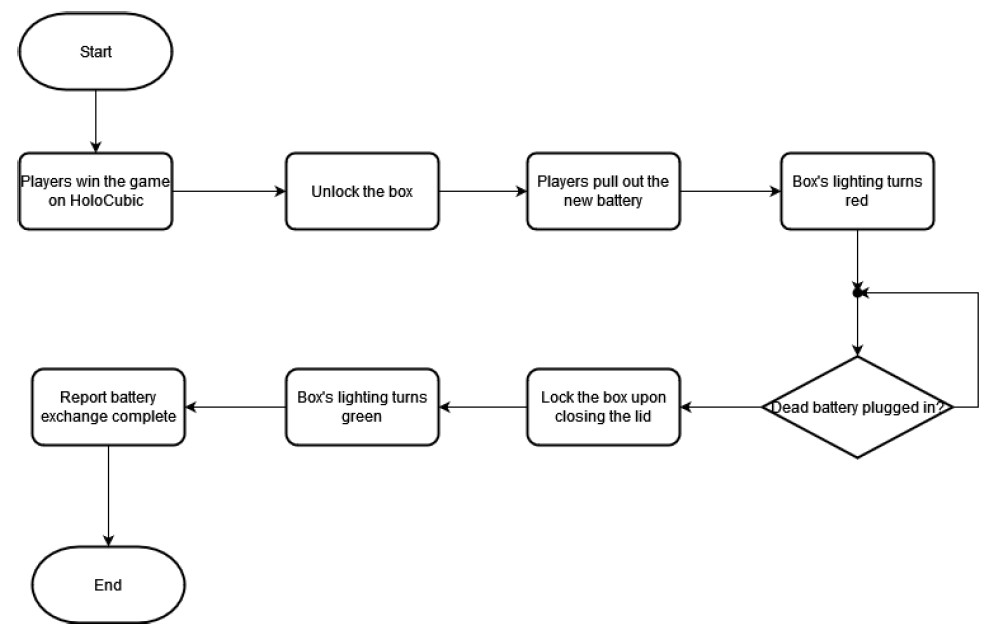 Start
Players win the game
on HoloCubic
Unlock the box
Players pull out the
new battery
Box's lighting turns
red
Dead battery plugged in?
Lock the box upon
closing the lid
Box's lighting turns
green
Report battery
exchange complete
End